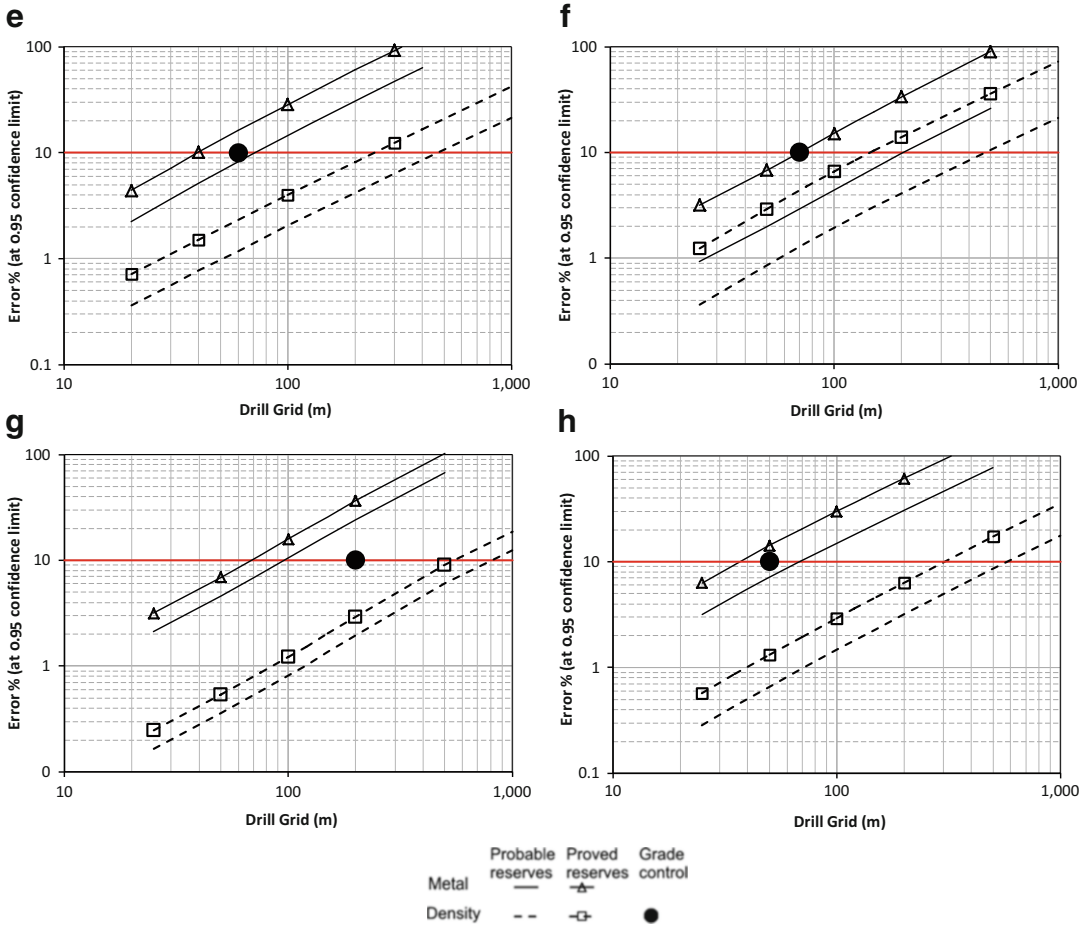 e
100
10
1
0.1
10
100
1,000
Error % (at 0.95 confidence limit)
Drill Grid (m)
f
100
10
1
0
10
100
1,000
Error % (at 0.95 confidence limit)
Drill Grid (m)
g
100
10
1
0
10
100
1,000
Error % (at 0.95 confidence limit)
Drill Grid (m)
h
100
10
1
0.1
10
100
1,000
Error % (at 0.95 confidence limit)
Drill Grid (m)
Probable reserves
Proved reserves
Grade control
Metal
Density